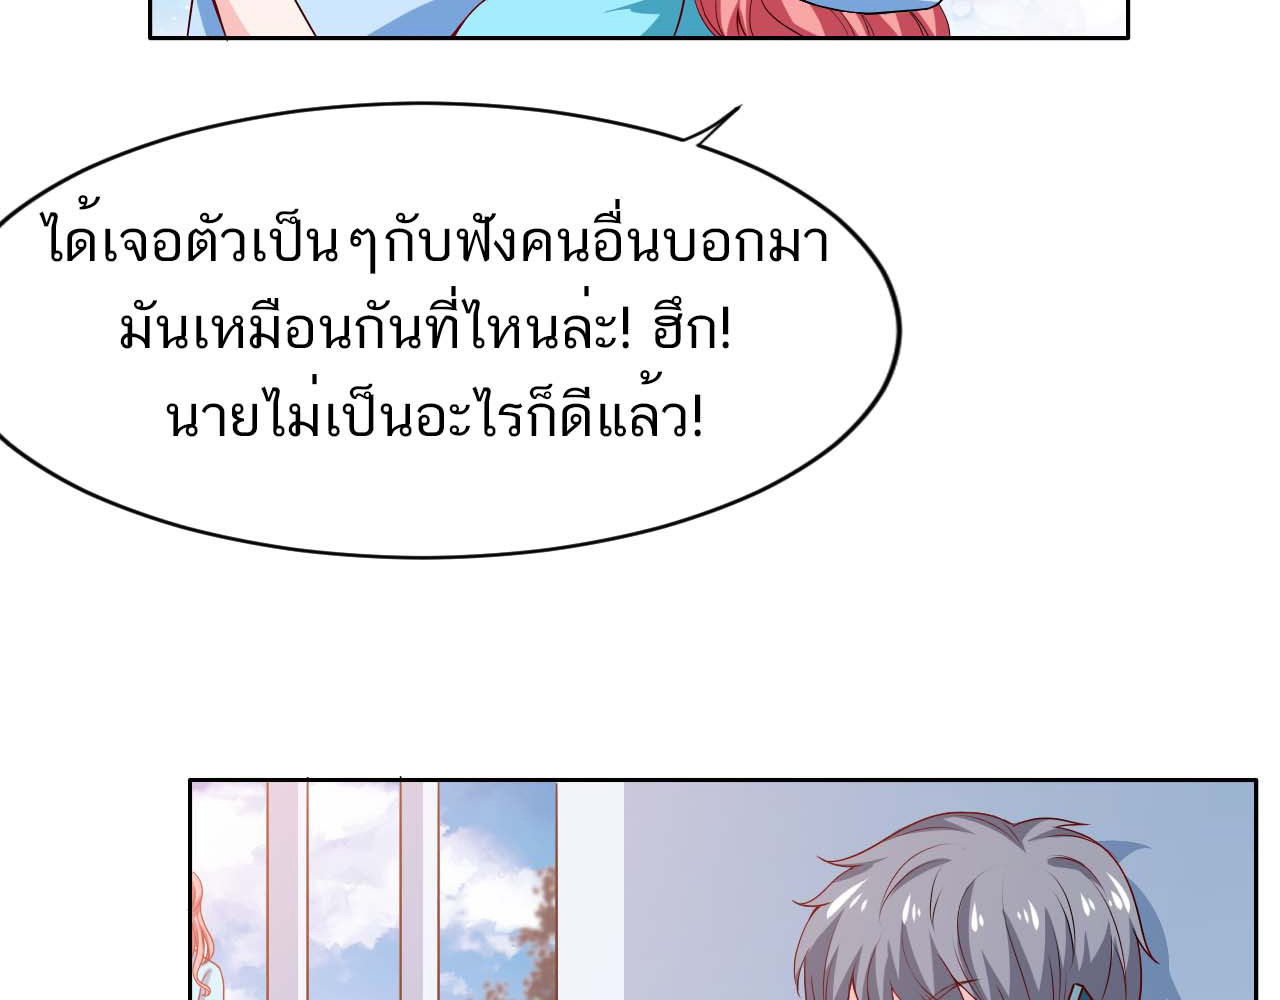 ได้เจอตัวเป็นๆกับฟังคนอื่นบอกมา
มันเหมือนกันที่ไหนล่ะ! ฮึก!
นายไม่เป็นอะไรก็ดีแล้ว!